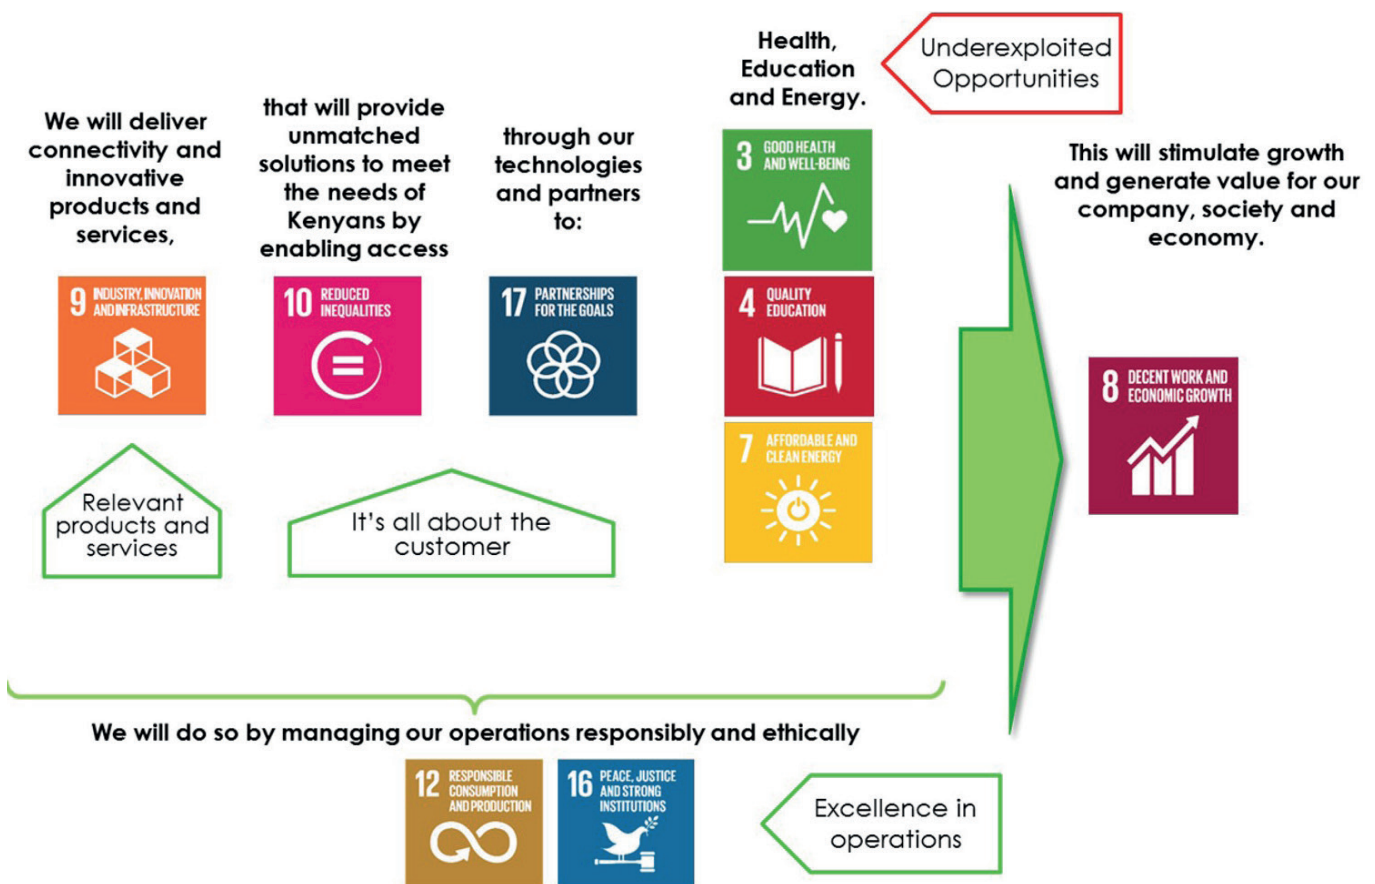 We will deliver
connectivity and
innovative
products and
services,
9 INDUSTRY, INNOVATION
AND INFRASTRUCTURE
Relevant
products and
services
that will provide
unmatched
solutions to meet
the needs of
Kenyans by
enabling access
10 REDUCED
INEQUALITIES
through our
technologies
and partners
to:
17 PARTNERSHIPS
FOR THE GOALS
It's all about the
customer
Health,
Education
and Energy.
Underexploited
Opportunities
3 GOOD HEALTH
AND WELL-BEING
4 QUALITY
EDUCATION
7 AFFORDABLE AND
CLEAN ENERGY
This will stimulate growth
and generate value for our
company, society and
economy.
8 DECENT WORK AND
ECONOMIC GROWTH
We will do so by managing our operations responsibly and ethically
12 RESPONSIBLE
CONSUMPTION
AND PRODUCTION
16 PEACE, JUSTICE
AND STRONG
INSTITUTIONS
Excellence in
operations